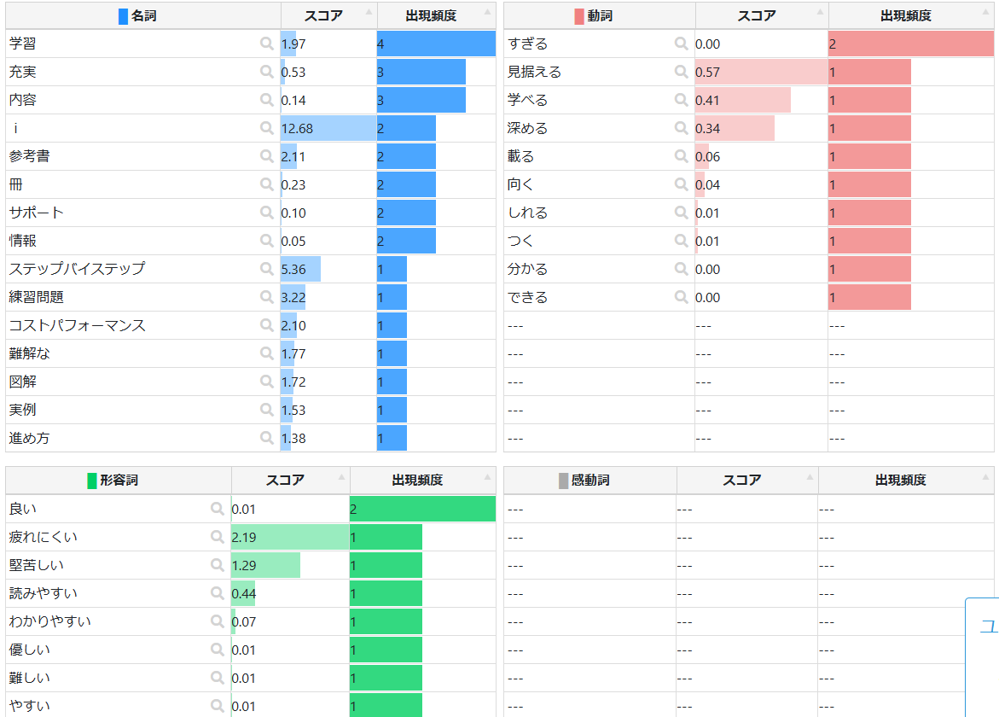 名詞 スコア 出現頻度
学習 1.97 4
充実 0.53 3
内容 0.14 3
ｉ 12.68 2
参考書 2.11 2
冊 0.23 2
サポート 0.10 2
情報 0.05 2
ステップバイステップ 5.36 1
練習問題 3.22 1
コストパフォーマンス 2.10 1
難解な 1.77 1
図解 1.72 1
実例 1.53 1
進め方 1.38 1
動詞 スコア 出現頻度
すぎる 0.00 2
見据える 0.57 1
学べる 0.41 1
深める 0.34 1
載る 0.06 1
向く 0.04 1
しれる 0.01 1
つく 0.01 1
分かる 0.00 1
できる 0.00 1
--- --- ---
--- --- ---
--- --- ---
--- --- ---
--- --- ---
形容詞 スコア 出現頻度
良い 0.01 2
疲れにくい 2.19 1
堅苦しい 1.29 1
読みやすい 0.44 1
わかりやすい 0.07 1
優しい 0.01 1
難しい 0.01 1
やすい 0.01 1
感動詞 スコア 出現頻度
--- --- ---
--- --- ---
--- --- ---
--- --- ---
--- --- ---
--- --- ---
--- --- ---
--- --- ---